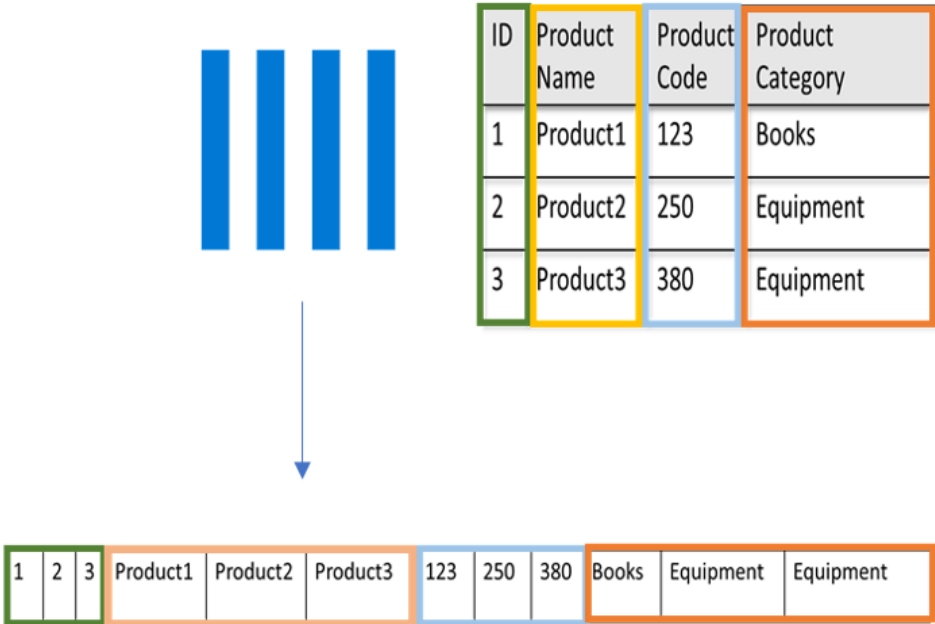 ID Product Name Product Code Product Category
1 Product1 123 Books
2 Product2 250 Equipment
3 Product3 380 Equipment
1 2 3 Product1 Product2 Product3 123 250 380 Books Equipment Equipment